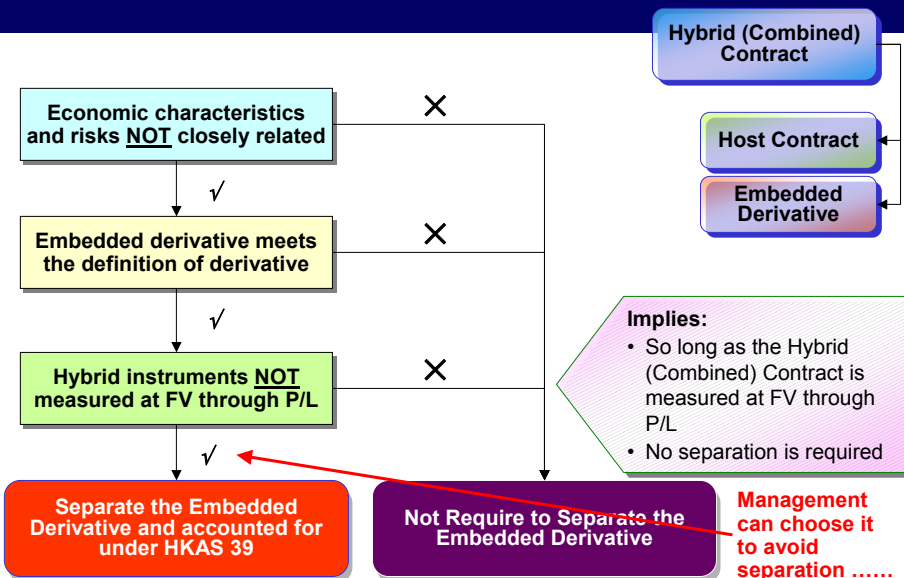 Hybrid (Combined)
Contract
Host Contract
Embedded
Derivative
Economic characteristics
and risks NOT closely related
×
√
Embedded derivative meets
the definition of derivative
×
√
Hybrid instruments NOT
measured at FV through P/L
×
√
Implies:
• So long as the Hybrid
(Combined) Contract is
measured at FV through
P/L
• No separation is required
Separate the Embedded
Derivative and accounted for
under HKAS 39
Not Require to Separate the
Embedded Derivative
Management
can choose it
to avoid
separation ……